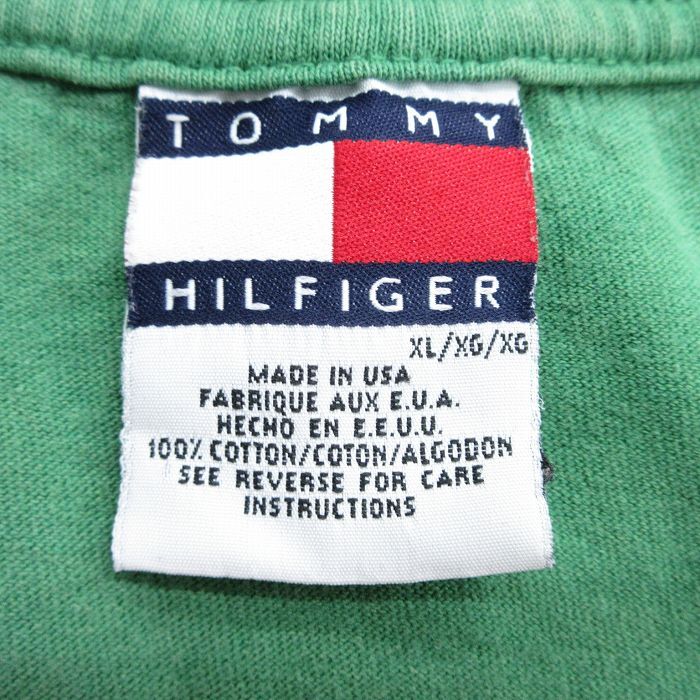 TOMMY
HILFIGER
XL/XG/XG
MADE IN USA
FABRIQUE AUX E.U.A.
HECHO EN E.E.U.U.
100% COTTON/COTON/ALGODON
SEE REVERSE FOR CARE
INSTRUCTIONS